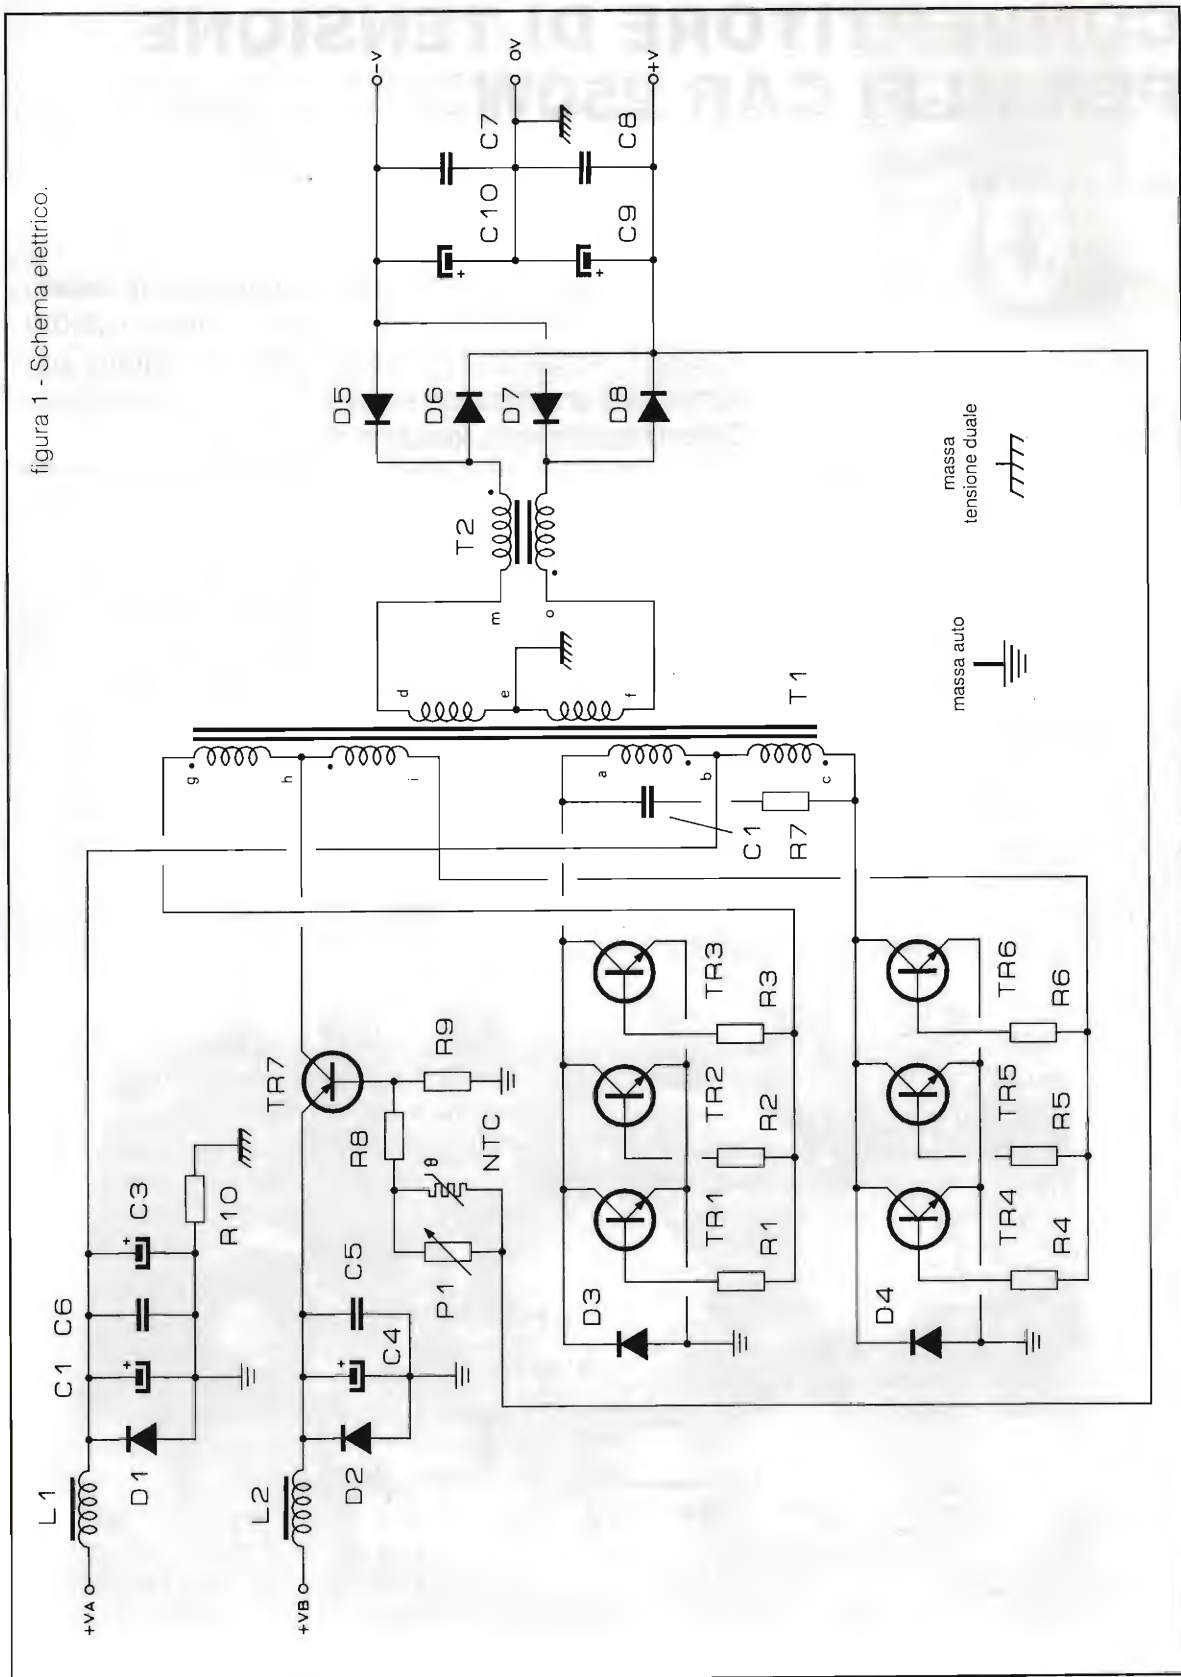 figura 1 - Schema elettrico.
+VA
L1
D1
C1
C6
C3
R10
+VB
L2
D2
C4
C5
P1
NTC
θ
R8
R9
TR7
g
h
i
a
b
c
C1
R7
T1
d
e
f
m
o
T2
D5
D6
D7
D8
C10
C7
C9
C8
-V
0V
+V
D3
TR1
TR2
TR3
R1
R2
R3
D4
TR4
TR5
TR6
R4
R5
R6
massa auto
massa
tensione duale
+
+
+
+
+